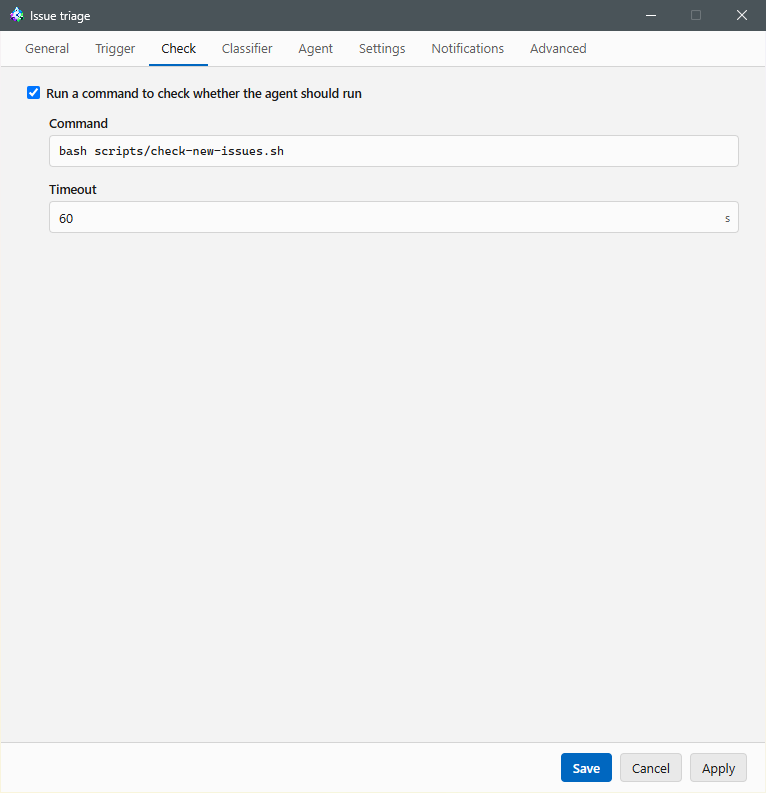 Issue triage
General Trigger Check Classifier Agent Settings Notifications Advanced
Run a command to check whether the agent should run
Command
bash scripts/check-new-issues.sh
Timeout
60 s
Save Cancel Apply